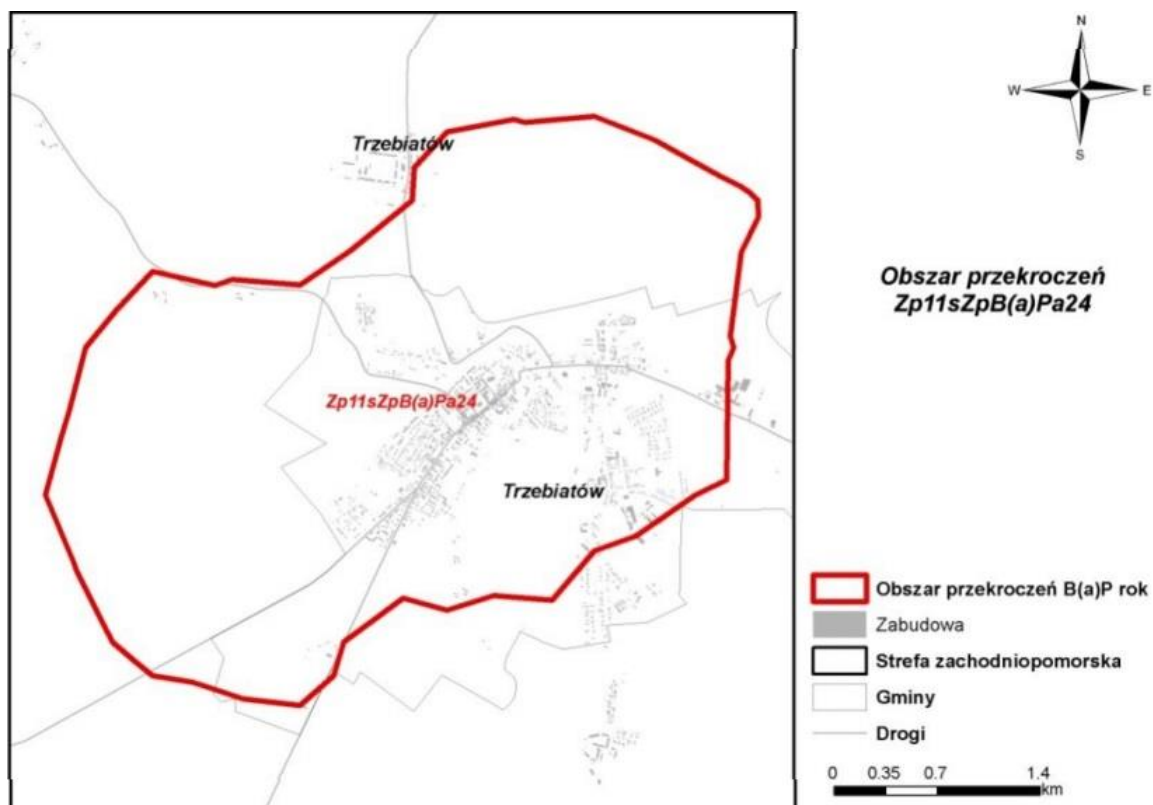 N
W
E
S
Trzebiatów
Obszar przekroczeń
Zp11sZpB(a)Pa24
Zp11sZpB(a)Pa24
Trzebiatów
Obszar przekroczeń B(a)P rok
Zabudowa
Strefa zachodniopomorska
Gminy
Drogi
0 0.35 0.7 1.4
km